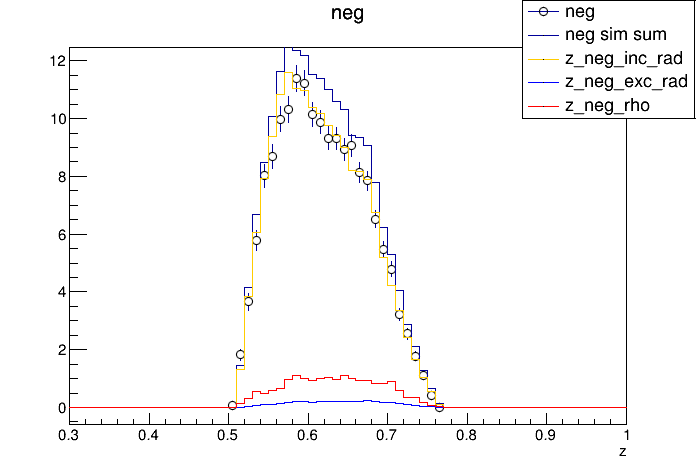 neg
neg
neg sim sum
z_neg_inc_rad
z_neg_exc_rad
z_neg_rho
12
10
8
6
4
2
0
0.3 0.4 0.5 0.6 0.7 0.8 0.9 1
z